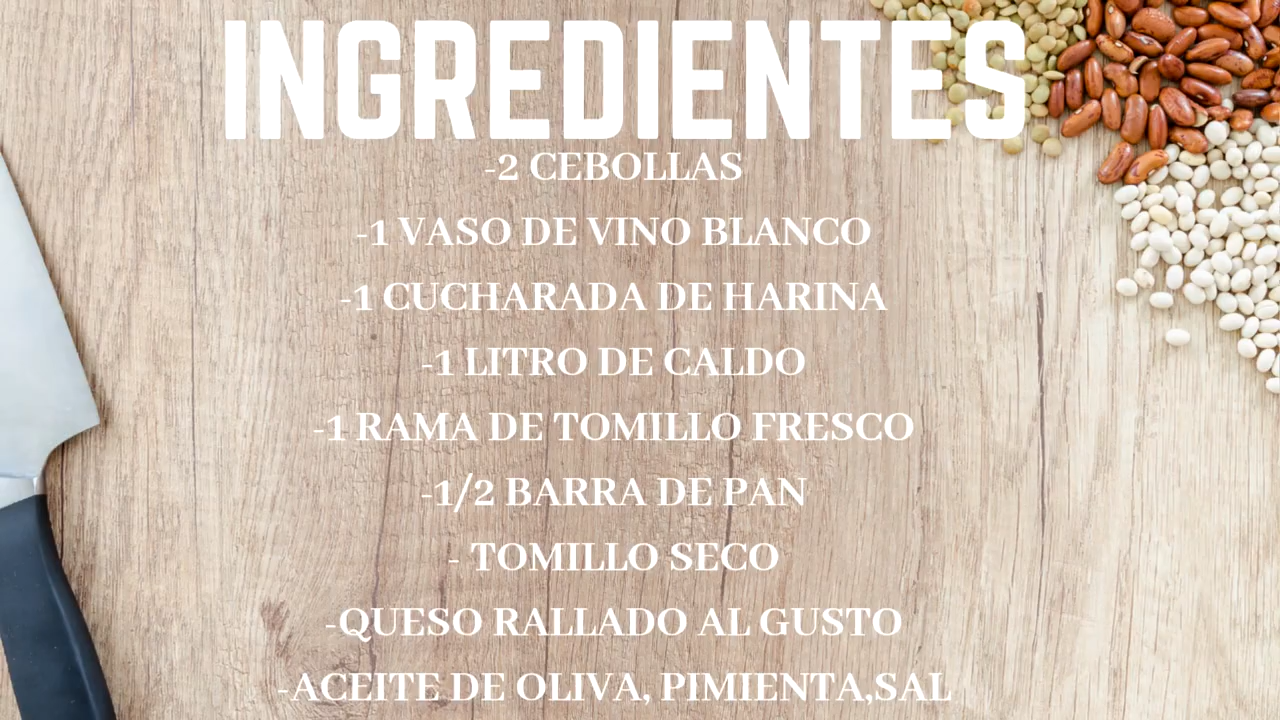 INGREDIENTES
-2 CEBOLLAS
-1 VASO DE VINO BLANCO
-1 CUCHARADA DE HARINA
-1 LITRO DE CALDO
-1 RAMA DE TOMILLO FRESCO
-1/2 BARRA DE PAN
- TOMILLO SECO
-QUESO RALLADO AL GUSTO
-ACEITE DE OLIVA, PIMIENTA,SAL